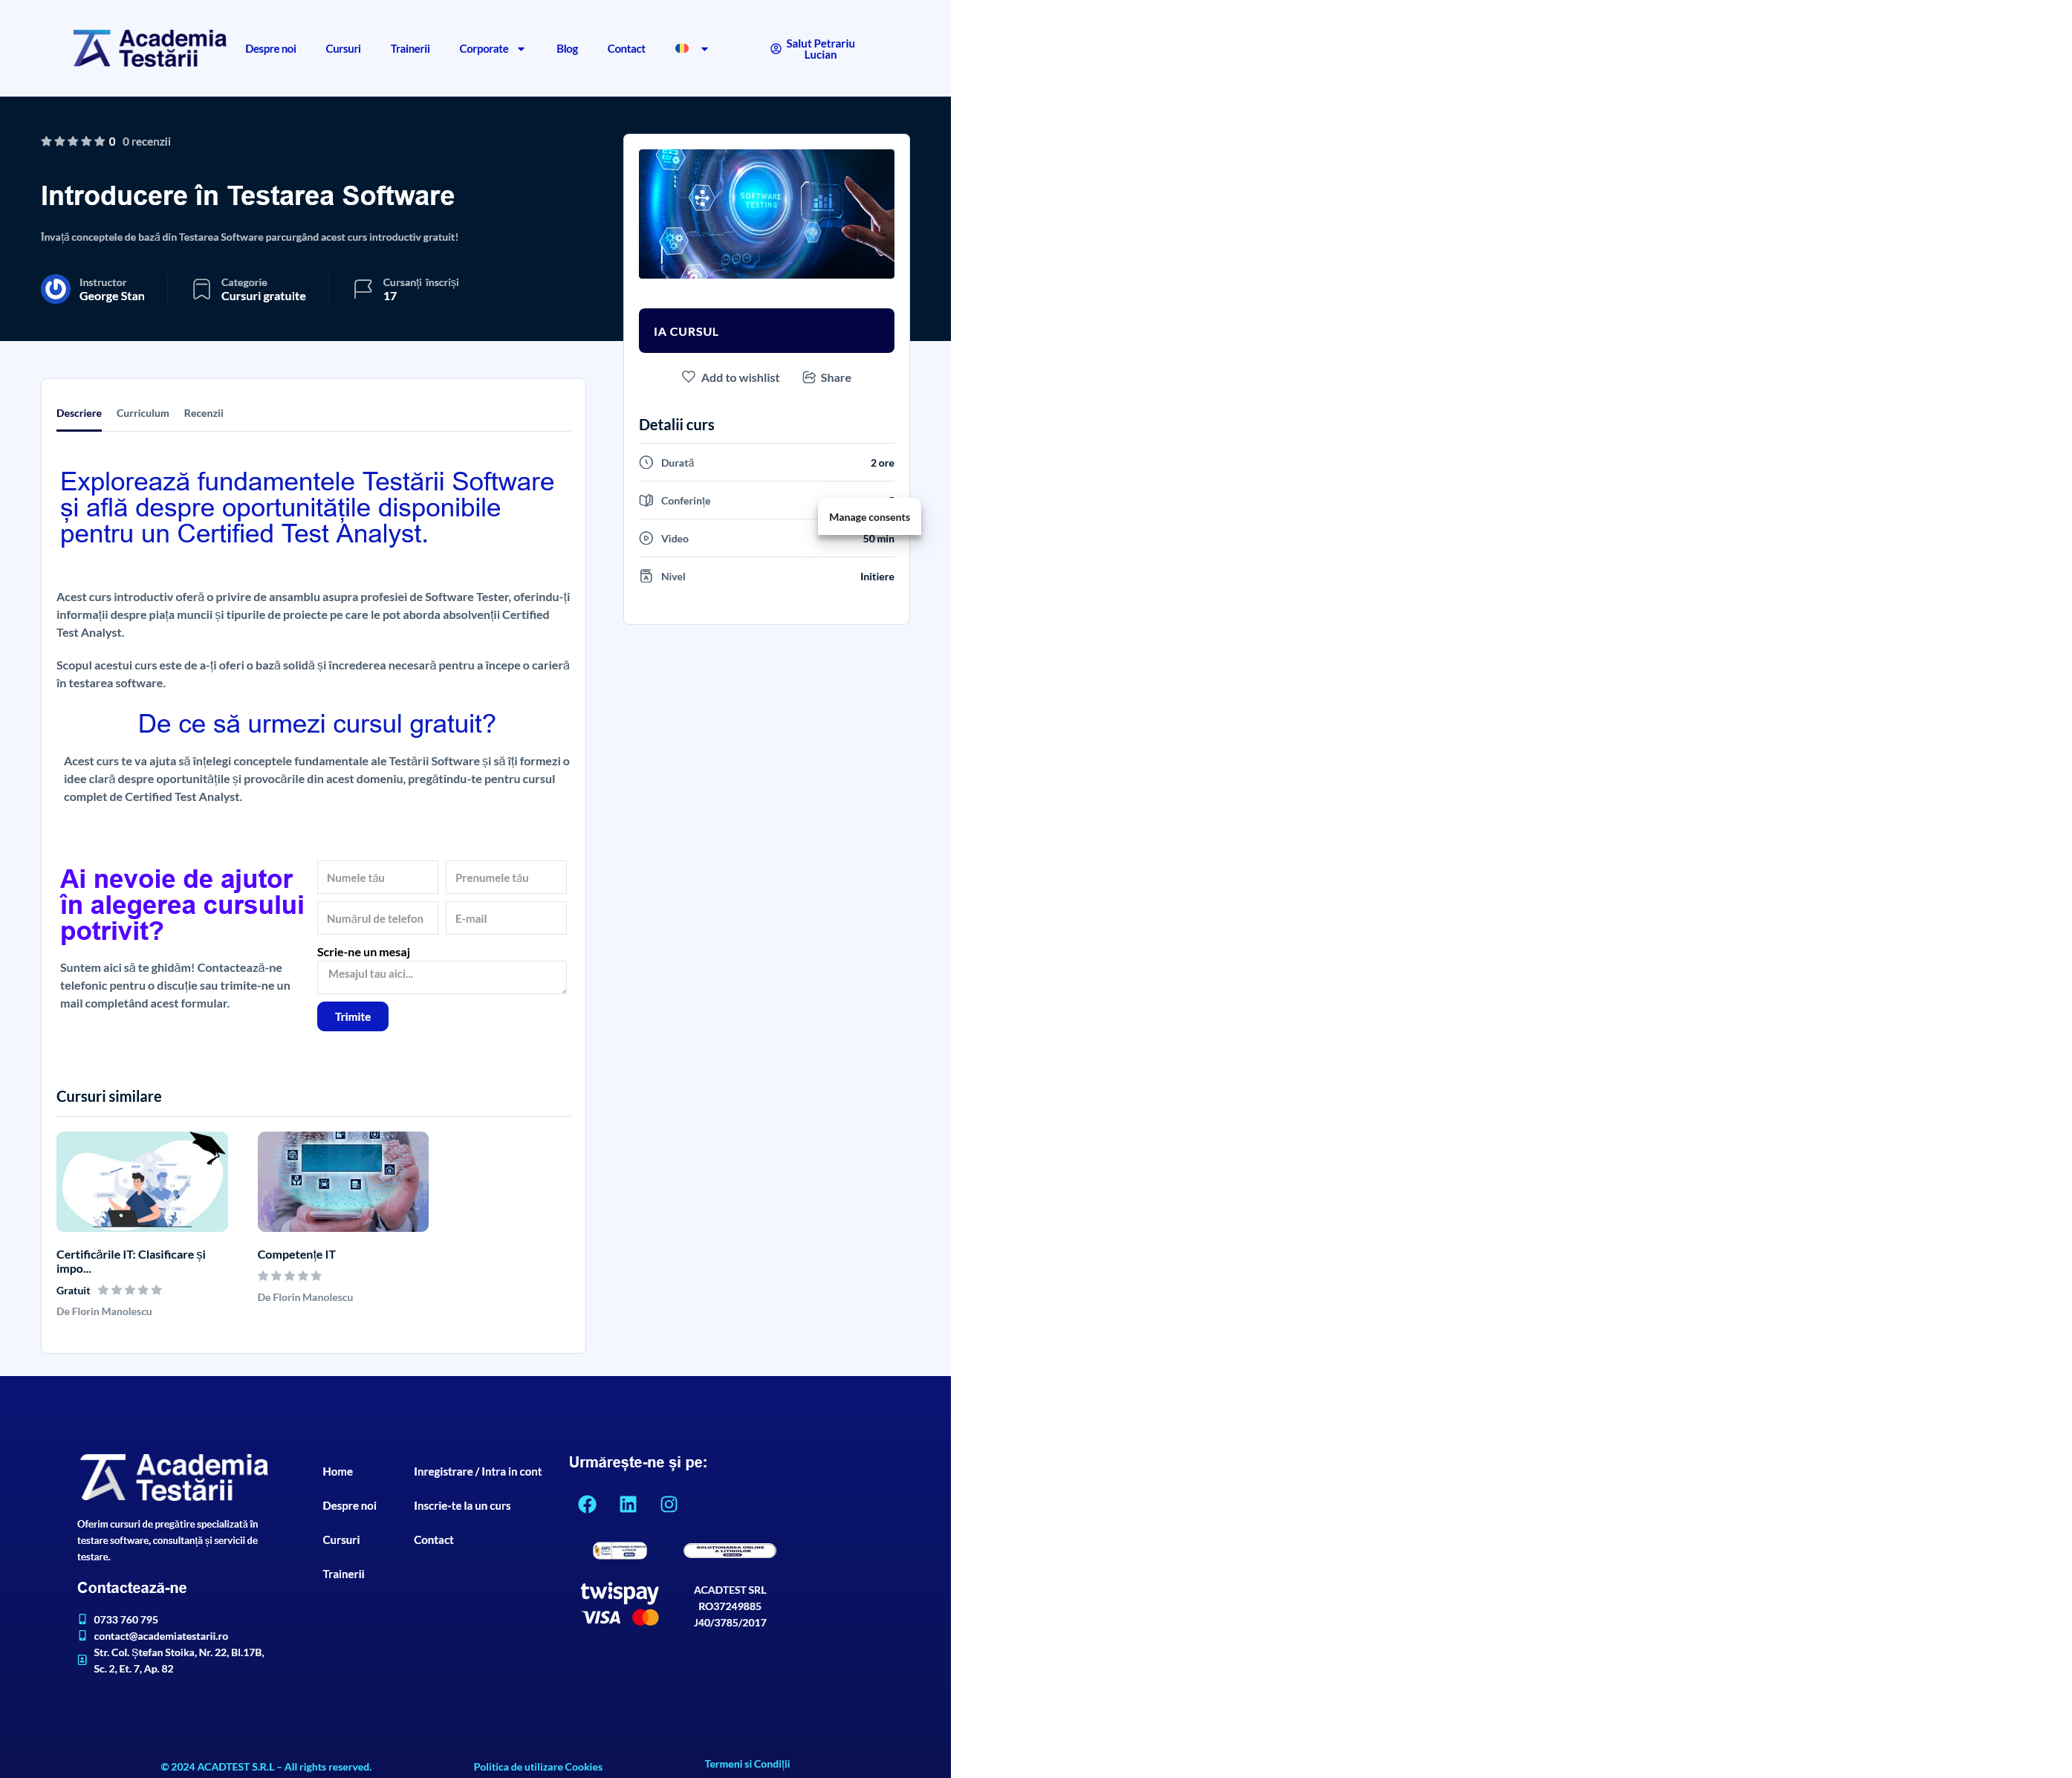 Academia
Testării
Despre noi
Cursuri
Trainerii
Corporate
Blog
Contact
Salut Petrariu
Lucian
0 0 recenzii
Introducere în Testarea Software
Învață conceptele de bază din Testarea Software parcurgând acest curs introductiv gratuit!
Instructor
George Stan
Categorie
Cursuri gratuite
Cursanți înscriși
17
SOFTWARE
TESTING
IA CURSUL
Add to wishlist
Share
Detalii curs
Durată 2 ore
Conferințe
Manage consents
Video 50 min
Nivel Initiere
Descriere
Curriculum
Recenzii
Explorează fundamentele Testării Software
și află despre oportunitățile disponibile
pentru un Certified Test Analyst.
Acest curs introductiv oferă o privire de ansamblu asupra profesiei de Software Tester, oferindu-ți
informații despre piața muncii și tipurile de proiecte pe care le pot aborda absolvenții Certified
Test Analyst.
Scopul acestui curs este de a-ți oferi o bază solidă și încrederea necesară pentru a începe o carieră
în testarea software.
De ce să urmezi cursul gratuit?
Acest curs te va ajuta să înțelegi conceptele fundamentale ale Testării Software și să îți formezi o
idee clară despre oportunitățile și provocările din acest domeniu, pregătindu-te pentru cursul
complet de Certified Test Analyst.
Ai nevoie de ajutor
în alegerea cursului
potrivit?
Suntem aici să te ghidăm! Contactează-ne
telefonic pentru o discuție sau trimite-ne un
mail completând acest formular.
Numele tău
Prenumele tău
Numărul de telefon
E-mail
Scrie-ne un mesaj
Mesajul tau aici...
Trimite
Cursuri similare
Certificările IT: Clasificare și
impo...
Gratuit
De Florin Manolescu
Competențe IT
De Florin Manolescu
Academia
Testării
Oferim cursuri de pregătire specializată în
testare software, consultanță și servicii de
testare.
Contactează-ne
0733 760 795
contact@academiatestarii.ro
Str. Col. Ștefan Stoika, Nr. 22, Bl.17B,
Sc. 2, Et. 7, Ap. 82
Home
Despre noi
Cursuri
Trainerii
Inregistrare / Intra in cont
Inscrie-te la un curs
Contact
Urmărește-ne și pe:
ANPC
SOLUȚIONAREA ONLINE
A LITIGIILOR
twispay
VISA
ACADTEST SRL
RO37249885
J40/3785/2017
© 2024 ACADTEST S.R.L – All rights reserved.
Politica de utilizare Cookies
Termeni si Condiții